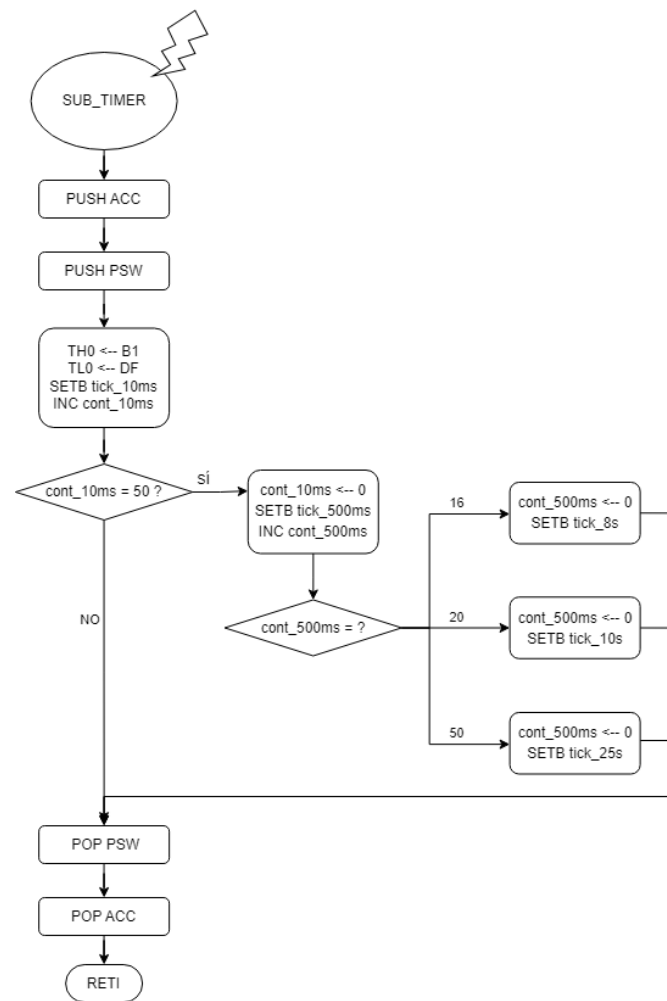 SUB_TIMER
PUSH ACC
PUSH PSW
TH0 <-- B1
TL0 <-- DF
SETB tick_10ms
INC cont_10ms
cont_10ms = 50 ?
SÍ
NO
cont_10ms <-- 0
SETB tick_500ms
INC cont_500ms
cont_500ms = ?
16
cont_500ms <-- 0
SETB tick_8s
20
cont_500ms <-- 0
SETB tick_10s
50
cont_500ms <-- 0
SETB tick_25s
POP PSW
POP ACC
RETI